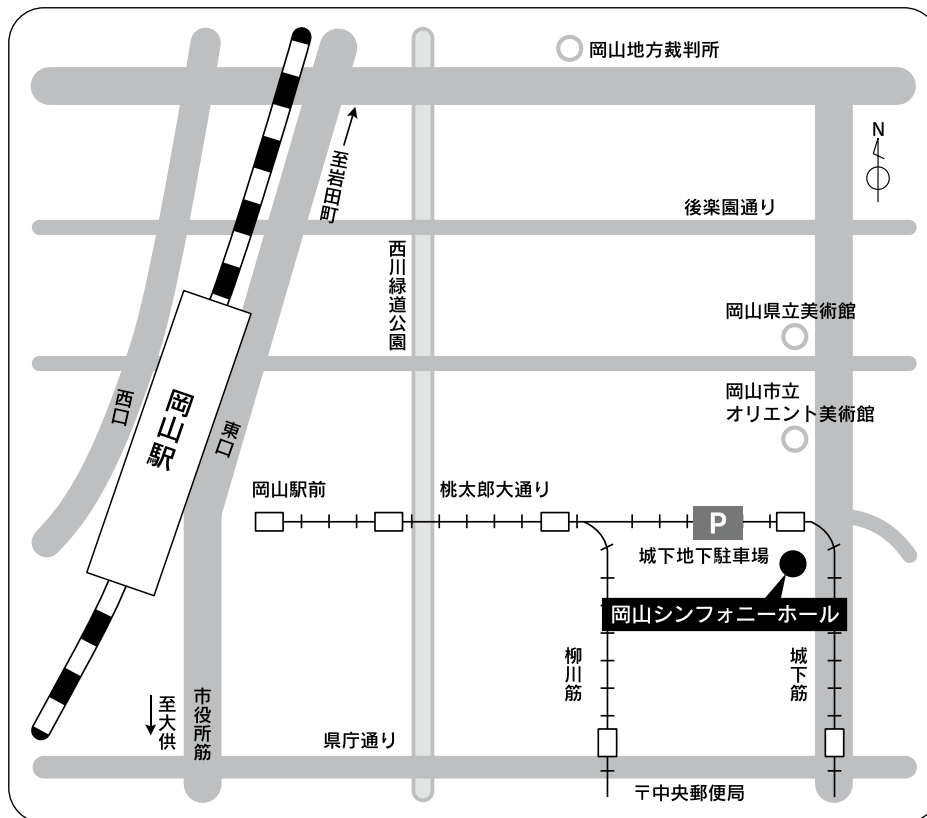 岡山地方裁判所
N
至岩田町
後楽園通り
西川緑道公園
岡山県立美術館
西口
岡山駅
東口
岡山市立
オリエント美術館
岡山駅前
桃太郎大通り
P
城下地下駐車場
岡山シンフォニーホール
柳川筋
城下筋
至大供
市役所筋
県庁通り
〒中央郵便局